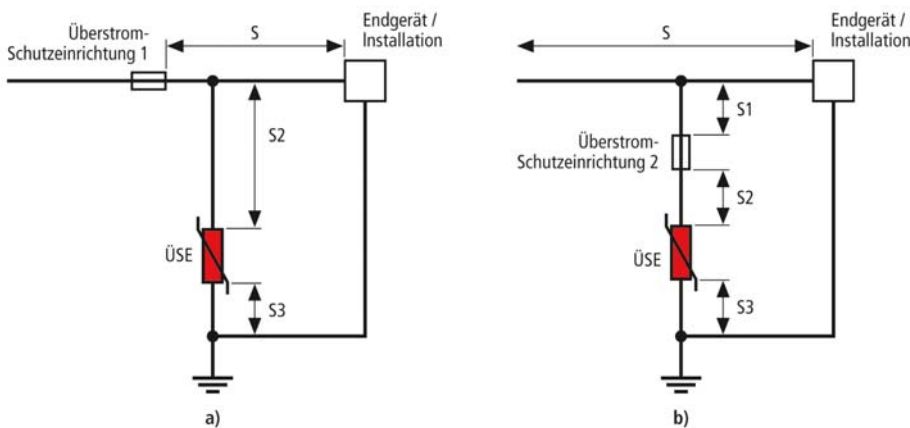 Überstrom-
Schutzeinrichtung 1
S
Endgerät /
Installation
S2
ÜSE
S3
a)
S
Endgerät /
Installation
S1
Überstrom-
Schutzeinrichtung 2
S2
ÜSE
S3
b)